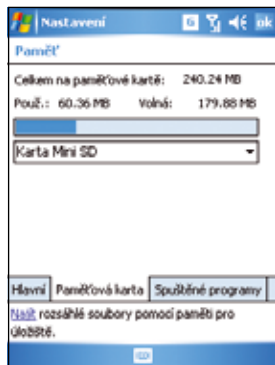 Nastavení ok
Paměť
Celkem na paměťové kartě: 240.24 MB
Použ.: 60.36 MB Volná: 179.88 MB
Karta Mini SD
Hlavní Paměťová karta Spuštěné programy
Najít rozsáhlé soubory pomocí paměti pro
úložiště.